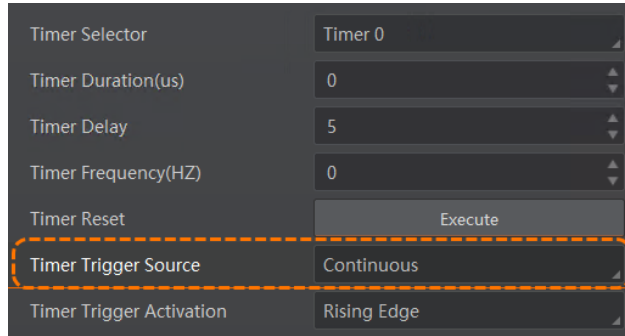 Timer Selector Timer 0
Timer Duration(us) 0
Timer Delay 5
Timer Frequency(HZ) 0
Timer Reset Execute
Timer Trigger Source Continuous
Timer Trigger Activation Rising Edge